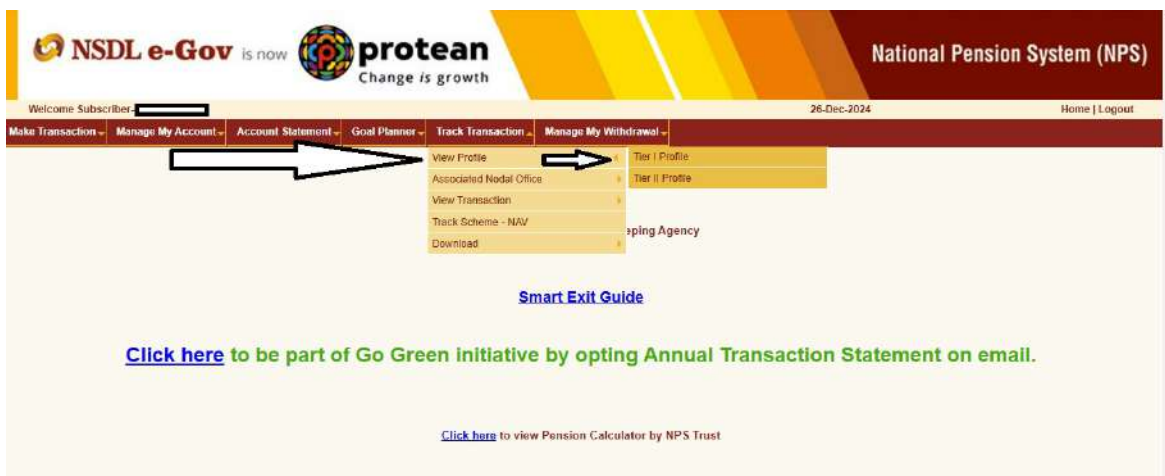 NSDL e-Gov is now protean
Change is growth
National Pension System (NPS)
Welcome Subscriber-
26-Dec-2024
Home | Logout
Make Transaction Manage My Account Account Statement Goal Planner Track Transaction Manage My Withdrawal
View Profile
Tier I Profile
Associated Nodal Office
Tier II Profile
View Transaction
Track Scheme - NAV
eping Agency
Download
Smart Exit Guide
Click here to be part of Go Green initiative by opting Annual Transaction Statement on email.
Click here to view Pension Calculator by NPS Trust